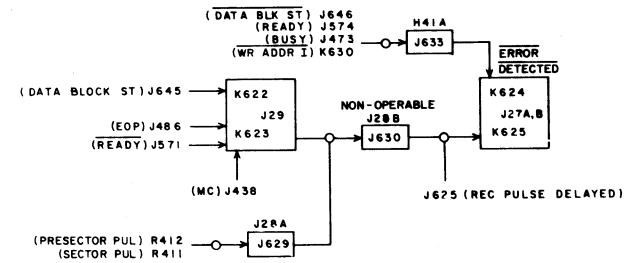 (DATA BLK ST) J646
(READY) J574
(BUSY) J473
(WR ADDR I) K630
H41A
J633
ERROR
DETECTED
(DATA BLOCK ST) J645
K622
J29
K623
(EOP) J486
(READY) J571
(MC) J438
NON-OPERABLE
J28B
J630
K624
J27A,B
K625
J625 (REC PULSE DELAYED)
J28A
J629
(PRESECTOR PUL) R412
(SECTOR PUL) R411